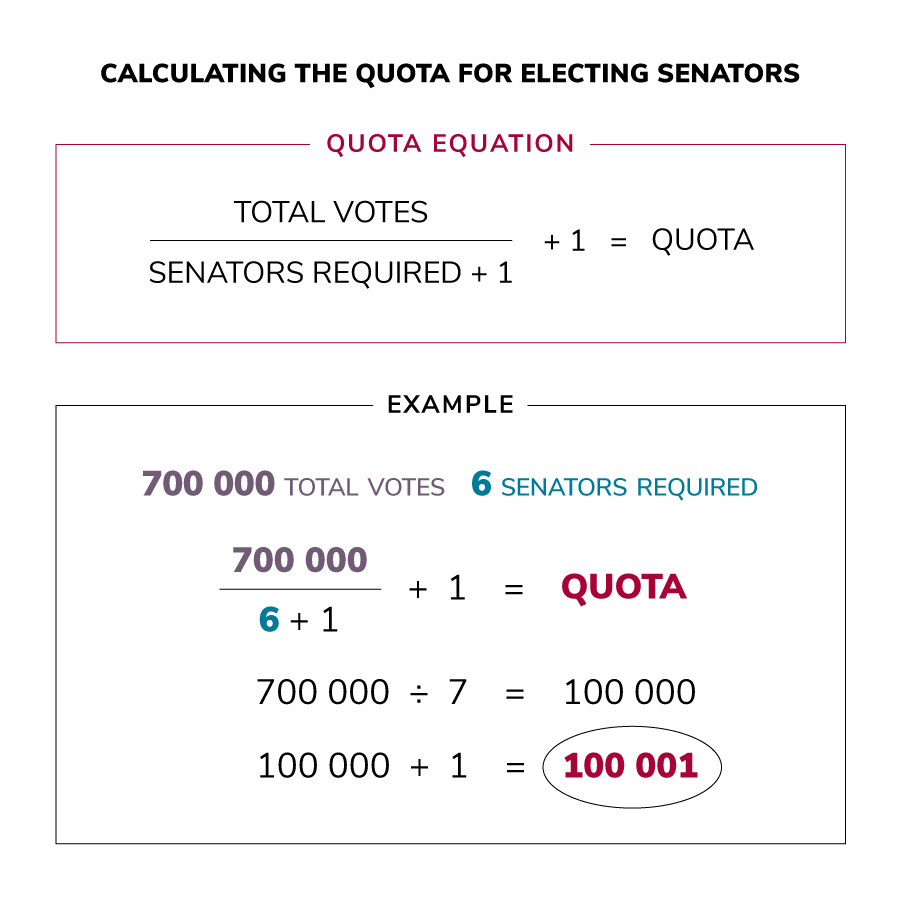 CALCULATING THE QUOTA FOR ELECTING SENATORS
QUOTA EQUATION
TOTAL VOTES
SENATORS REQUIRED + 1
+ 1 = QUOTA
EXAMPLE
700 000 TOTAL VOTES 6 SENATORS REQUIRED
700 000
6 + 1
+ 1 = QUOTA
700 000 ÷ 7 = 100 000
100 000 + 1 = 100 001